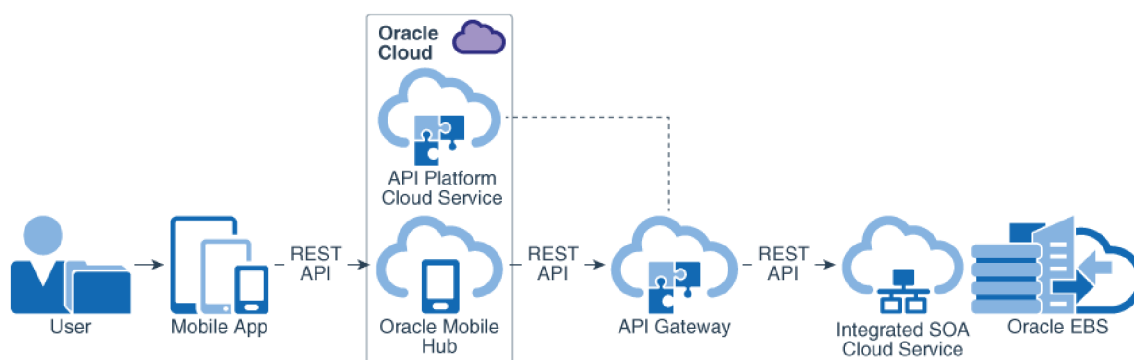 Oracle
Cloud
API Platform
Cloud Service
REST
API
REST
API
REST
API
User
Mobile App
Oracle Mobile
Hub
API Gateway
Integrated SOA
Cloud Service
Oracle EBS